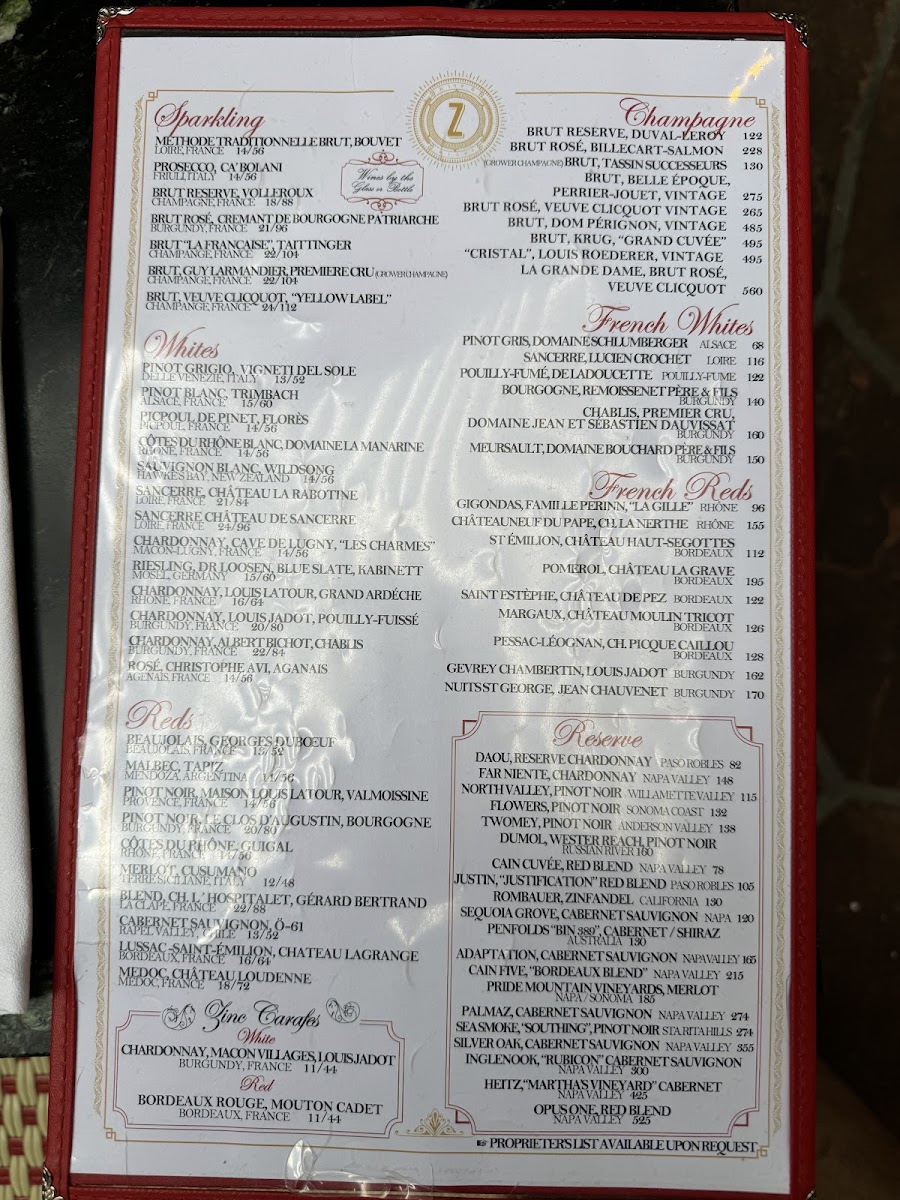 Z
Sparkling
MÉTHODE TRADITIONNELLE BRUT, BOUVET
LOIRE, FRANCE 14/56
PROSECCO, CA'BOLANI
FRIULI, ITALY 14/56
Wines by the
Glass or Bottle
BRUT RESERVE, VOLLEROUX
CHAMPAGNE, FRANCE 18/88
BRUT ROSÉ, CREMANT DE BOURGOGNE PATRIARCHE
BURGUNDY, FRANCE 21/96
BRUT "LA FRANCAISE", TAITTINGER
CHAMPANGE, FRANCE 22/104
BRUT, GUY LARMANDIER, PREMIERE CRU (GROWER CHAMPAGNE)
CHAMPANGE, FRANCE 22/104
BRUT, VEUVE CLICQUOT, "YELLOW LABEL"
CHAMPANGE, FRANCE 24/112
Whites
PINOT GRIGIO, VIGNETI DEL SOLE
DELLE VENEZIE, ITALY 13/52
PINOT BLANC, TRIMBACH
ALSACE, FRANCE 15/60
PICPOUL DE PINET, FLORÈS
PICPOUL, FRANCE 14/56
CÔTES DU RHÔNE BLANC, DOMAINE LA MANARINE
RHONE, FRANCE 14/56
SAUVIGNON BLANC, WILDSONG
HAWKE'S BAY, NEW ZEALAND 14/56
SANCERRE, CHÂTEAU LA RABOTINE
LOIRE, FRANCE 21/84
SANCERRE CHÂTEAU DE SANCERRE
LOIRE, FRANCE 24/96
CHARDONNAY, CAVE DE LUGNY, "LES CHARMES"
MACON-LUGNY, FRANCE 14/56
RIESLING, DR LOOSEN, BLUE SLATE, KABINETT
MOSEL, GERMANY 15/60
CHARDONNAY, LOUIS LATOUR, GRAND ARDÉCHE
RHONE, FRANCE 16/64
CHARDONNAY, LOUIS JADOT, POUILLY-FUISSÉ
BURGUNDY, FRANCE 20/80
CHARDONNAY, ALBERT BICHOT, CHABLIS
BURGUNDY, FRANCE 22/84
ROSÉ, CHRISTOPHE AVI, AGANAIS
AGENAIS, FRANCE 14/56
Reds
BEAUJOLAIS, GEORGES DUBŒUF
BEAUJOLAIS, FRANCE 13/52
MALBEC, TAPIZ
MENDOZA, ARGENTINA 14/56
PINOT NOIR, MAISON LOUIS LATOUR, VALMOISSINE
PROVENCE, FRANCE 14/56
PINOT NOIR, LE CLOS D'AUGUSTIN, BOURGOGNE
BURGUNDY, FRANCE 20/80
CÔTES DU RHÔNE, GUIGAL
RHONE, FRANCE 14/56
MERLOT, CUSUMANO
TERRE SICILIANE, ITALY 12/48
BLEND, CH. L' HOSPITALET, GÉRARD BERTRAND
LA CLAPE, FRANCE 22/88
CABERNET SAUVIGNON, Ö-61
RAPEL VALLEY, CHILE 13/52
LUSSAC-SAINT-ÉMILION, CHATEAU LAGRANGE
BORDEAUX, FRANCE 16/64
MEDOC, CHÂTEAU LOUDENNE
MEDOC, FRANCE 18/72
Zinc Carafes
White
CHARDONNAY, MACON VILLAGES, LOUIS JADOT
BURGUNDY, FRANCE 11/44
Red
BORDEAUX ROUGE, MOUTON CADET
BORDEAUX, FRANCE 11/44
Champagne
BRUT RESERVE, DUVAL-LEROY 122
BRUT ROSÉ, BILLECART-SALMON 228
(GROWER CHAMPAGNE) BRUT, TASSIN SUCCESSEURS 130
BRUT, BELLE ÉPOQUE,
PERRIER-JOUET, VINTAGE 275
BRUT ROSÉ, VEUVE CLICQUOT VINTAGE 265
BRUT, DOM PÉRIGNON, VINTAGE 485
BRUT, KRUG, "GRAND CUVÉE" 495
"CRISTAL", LOUIS ROEDERER, VINTAGE 495
LA GRANDE DAME, BRUT ROSÉ,
VEUVE CLICQUOT 560
French Whites
PINOT GRIS, DOMAINE SCHLUMBERGER ALSACE 68
SANCERRE, LUCIEN CROCHET LOIRE 116
POUILLY-FUMÉ, DE LADOUCETTE POUILLY-FUME 122
BOURGOGNE, REMOISSENET PÈRE & FILS
BURGUNDY 140
CHABLIS, PREMIER CRU,
DOMAINE JEAN ET SÉBASTIEN DAUVISSAT
BURGUNDY 160
MEURSAULT, DOMAINE BOUCHARD PÈRE & FILS
BURGUNDY 150
French Reds
GIGONDAS, FAMILLE PERINN, "LA GILLE" RHÔNE 96
CHÂTEAUNEUF DU PAPE, CH. LA NERTHE RHÔNE 155
ST ÉMILION, CHÂTEAU HAUT-SEGOTTES
BORDEAUX 112
POMEROL, CHÂTEAU LA GRAVE
BORDEAUX 195
SAINT ESTÈPHE, CHÂTEAU DE PEZ BORDEAUX 122
MARGAUX, CHÂTEAU MOULIN TRICOT
BORDEAUX 126
PESSAC-LÉOGNAN, CH. PICQUE CAILLOU
BORDEAUX 128
GEVREY CHAMBERTIN, LOUIS JADOT BURGUNDY 162
NUITS ST GEORGE, JEAN CHAUVENET BURGUNDY 170
Reserve
DAOU, RESERVE CHARDONNAY PASO ROBLES 82
FAR NIENTE, CHARDONNAY NAPA VALLEY 148
NORTH VALLEY, PINOT NOIR WILLAMETTE VALLEY 115
FLOWERS, PINOT NOIR SONOMA COAST 132
TWOMEY, PINOT NOIR ANDERSON VALLEY 138
DUMOL, WESTER REACH, PINOT NOIR
RUSSIAN RIVER 160
CAIN CUVÉE, RED BLEND NAPA VALLEY 78
JUSTIN, "JUSTIFICATION" RED BLEND PASO ROBLES 105
ROMBAUER, ZINFANDEL CALIFORNIA 130
SEQUOIA GROVE, CABERNET SAUVIGNON NAPA 120
PENFOLDS "BIN 389", CABERNET / SHIRAZ
AUSTRALIA 130
ADAPTATION, CABERNET SAUVIGNON NAPA VALLEY 165
CAIN FIVE, "BORDEAUX BLEND" NAPA VALLEY 215
PRIDE MOUNTAIN VINEYARDS, MERLOT
NAPA / SONOMA 185
PALMAZ, CABERNET SAUVIGNON NAPA VALLEY 274
SEA SMOKE, "SOUTHING", PINOT NOIR STA RITA HILLS 274
SILVER OAK, CABERNET SAUVIGNON NAPA VALLEY 355
INGLENOOK, "RUBICON" CABERNET SAUVIGNON
NAPA VALLEY 300
HEITZ, "MARTHA'S VINEYARD" CABERNET
NAPA VALLEY 425
OPUS ONE, RED BLEND
NAPA VALLEY 525
☞ PROPRIETER'S LIST AVAILABLE UPON REQUEST